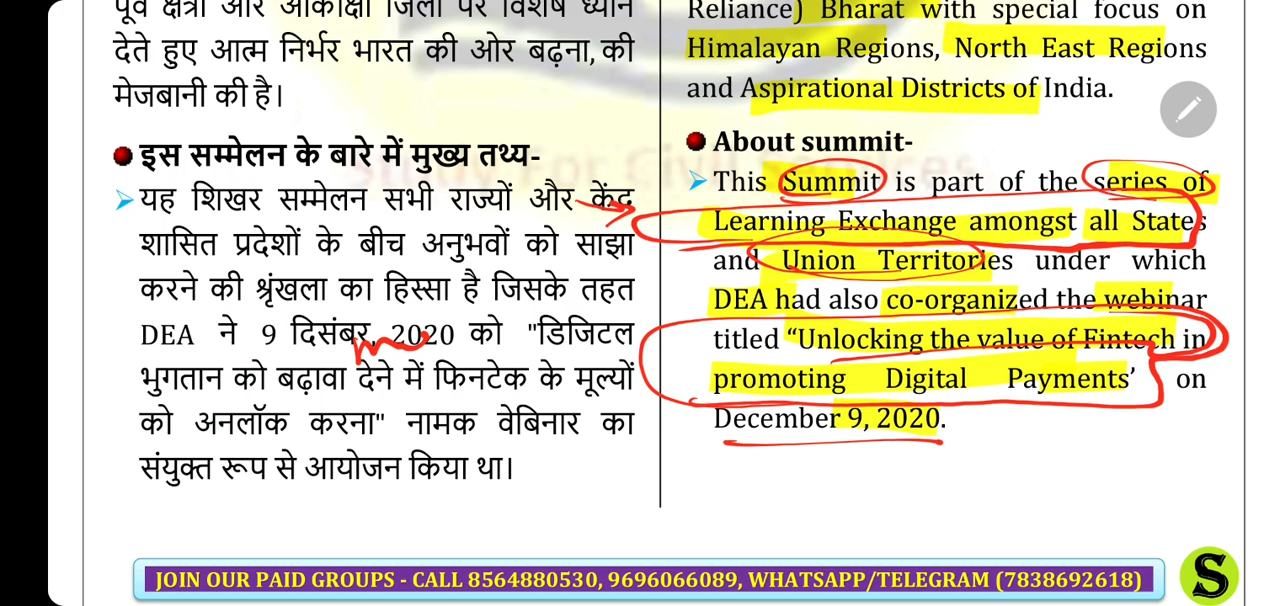 पूर्व क्षेत्रों और आकांक्षी जिलों पर विशेष ध्यान
देते हुए आत्म निर्भर भारत की ओर बढ़ना, की
मेजबानी की है।
इस सम्मेलन के बारे में मुख्य तथ्य-
यह शिखर सम्मेलन सभी राज्यों और केंद्र
शासित प्रदेशों के बीच अनुभवों को साझा
करने की श्रृंखला का हिस्सा है जिसके तहत
DEA ने 9 दिसंबर, 2020 को "डिजिटल
भुगतान को बढ़ावा देने में फिनटेक के मूल्यों
को अनलॉक करना" नामक वेबिनार का
संयुक्त रूप से आयोजन किया था।
Reliance) Bharat with special focus on
Himalayan Regions, North East Regions
and Aspirational Districts of India.
About summit-
This Summit is part of the series of
Learning Exchange amongst all States
and Union Territories under which
DEA had also co-organized the webinar
titled “Unlocking the value of Fintech in
promoting Digital Payments’ on
December 9, 2020.
Study For Civil Services
JOIN OUR PAID GROUPS - CALL 8564880530, 9696066089, WHATSAPP/TELEGRAM (7838692618)
S